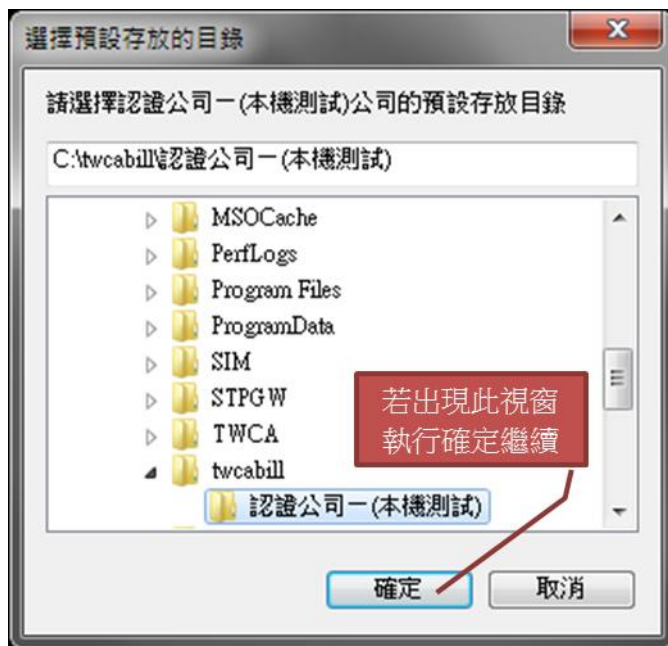 選擇預設存放的目錄
請選擇認證公司一(本機測試)公司的預設存放目錄
C:\twcabill\認證公司一(本機測試)
MSOCache
PerfLogs
Program Files
ProgramData
SIM
STPGW
TWCA
twcabill
認證公司一(本機測試)
若出現此視窗
執行確定繼續
確定
取消